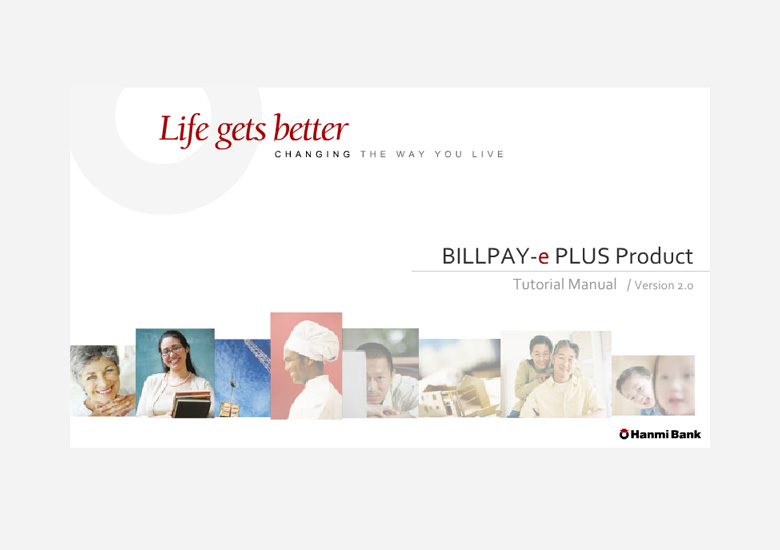 Life gets better
CHANGING THE WAY YOU LIVE
BILLPAY-e PLUS Product
Tutorial Manual / Version 2.0
Hanmi Bank